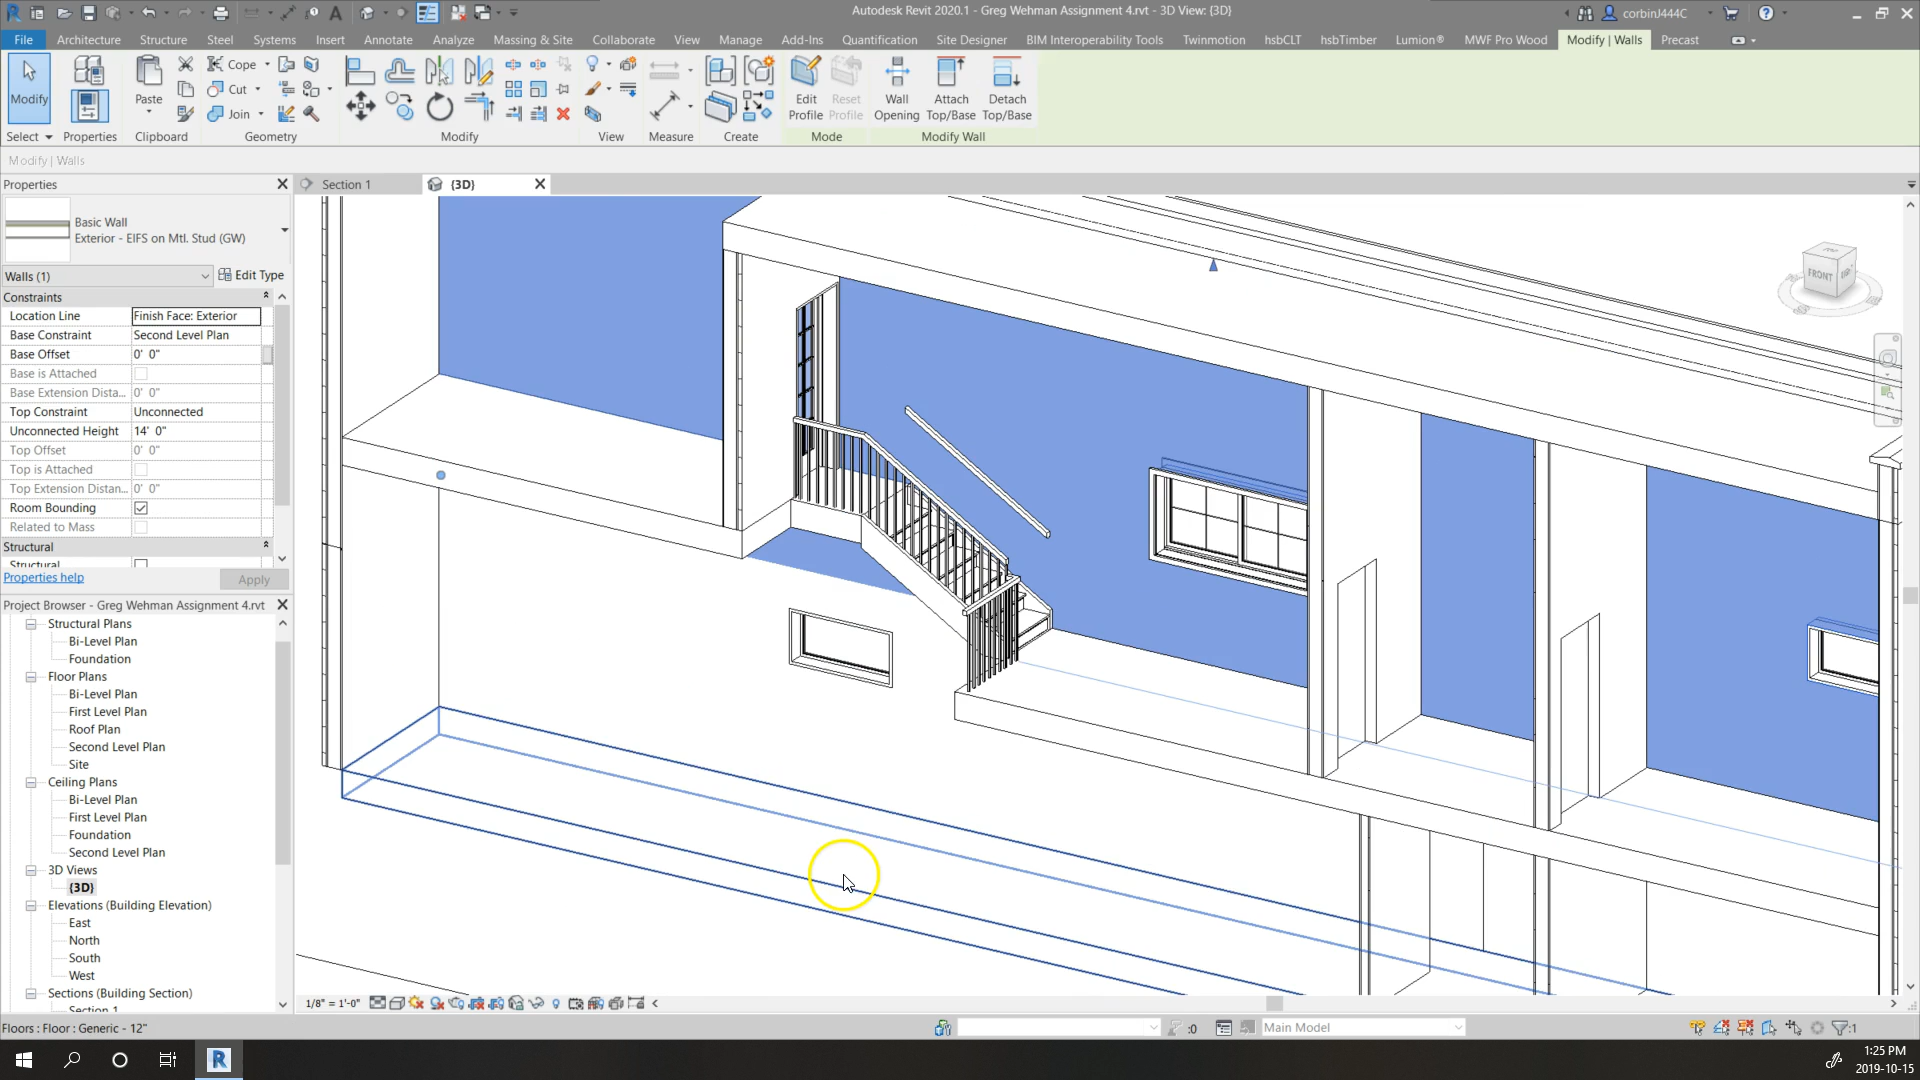 Autodesk Revit 2020.1 - Greg Wehman Assignment 4.rvt - 3D View: {3D}
corbinJ444C
File Architecture Structure Steel Systems Insert Annotate Analyze Massing & Site Collaborate View Manage Add-Ins Quantification Site Designer BIM Interoperability Tools Twinmotion hsbCLT hsbTimber Lumion® MWF Pro Wood Modify | Walls Precast
Modify
Paste
Cope
Cut
Join
Edit Profile
Reset Profile
Wall Opening
Attach Top/Base
Detach Top/Base
Select Properties Clipboard Geometry Modify View Measure Create Mode Modify Wall
Modify | Walls
Properties
Section 1
{3D}
Basic Wall
Exterior - EIFS on Mtl. Stud (GW)
Walls (1)
Edit Type
Constraints
Location Line Finish Face: Exterior
Base Constraint Second Level Plan
Base Offset 0' 0"
Base is Attached
Base Extension Dista... 0' 0"
Top Constraint Unconnected
Unconnected Height 14' 0"
Top Offset 0' 0"
Top is Attached
Top Extension Distan... 0' 0"
Room Bounding
Related to Mass
Structural
Structural
Properties help
Apply
FRONT
Project Browser - Greg Wehman Assignment 4.rvt
Structural Plans
Bi-Level Plan
Foundation
Floor Plans
Bi-Level Plan
First Level Plan
Roof Plan
Second Level Plan
Site
Ceiling Plans
Bi-Level Plan
First Level Plan
Foundation
Second Level Plan
3D Views
{3D}
Elevations (Building Elevation)
East
North
South
West
Sections (Building Section)
Section 1
1/8" = 1'-0"
Floors : Floor : Generic - 12"
:0
Main Model
:1
1:25 PM
2019-10-15